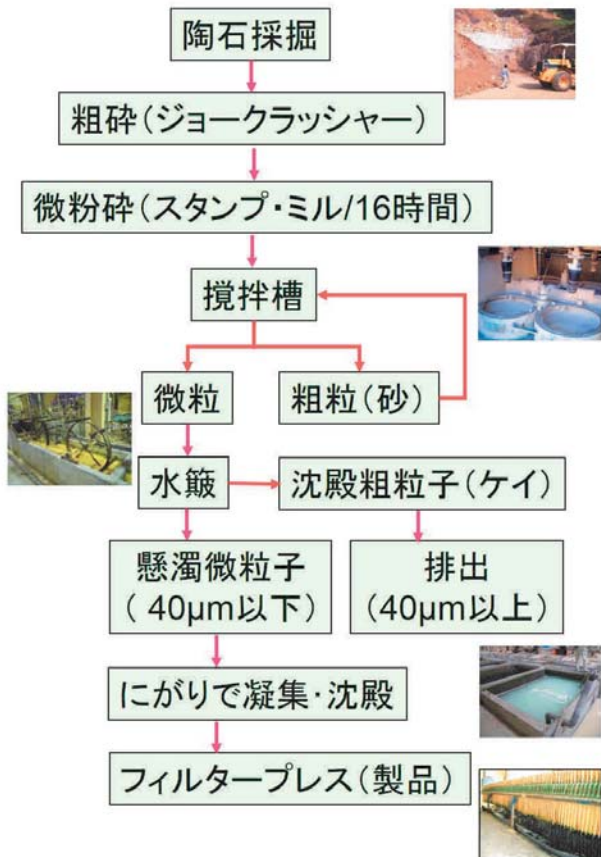 陶石採掘
粗砕（ジョークラッシャー）
微粉砕（スタンプ・ミル/16時間）
撹拌槽
微粒
粗粒（砂）
水簸
沈殿粗粒子（ケイ）
懸濁微粒子
（ 40μm以下）
排出
（40μm以上）
にがりで凝集・沈殿
フィルタープレス（製品）